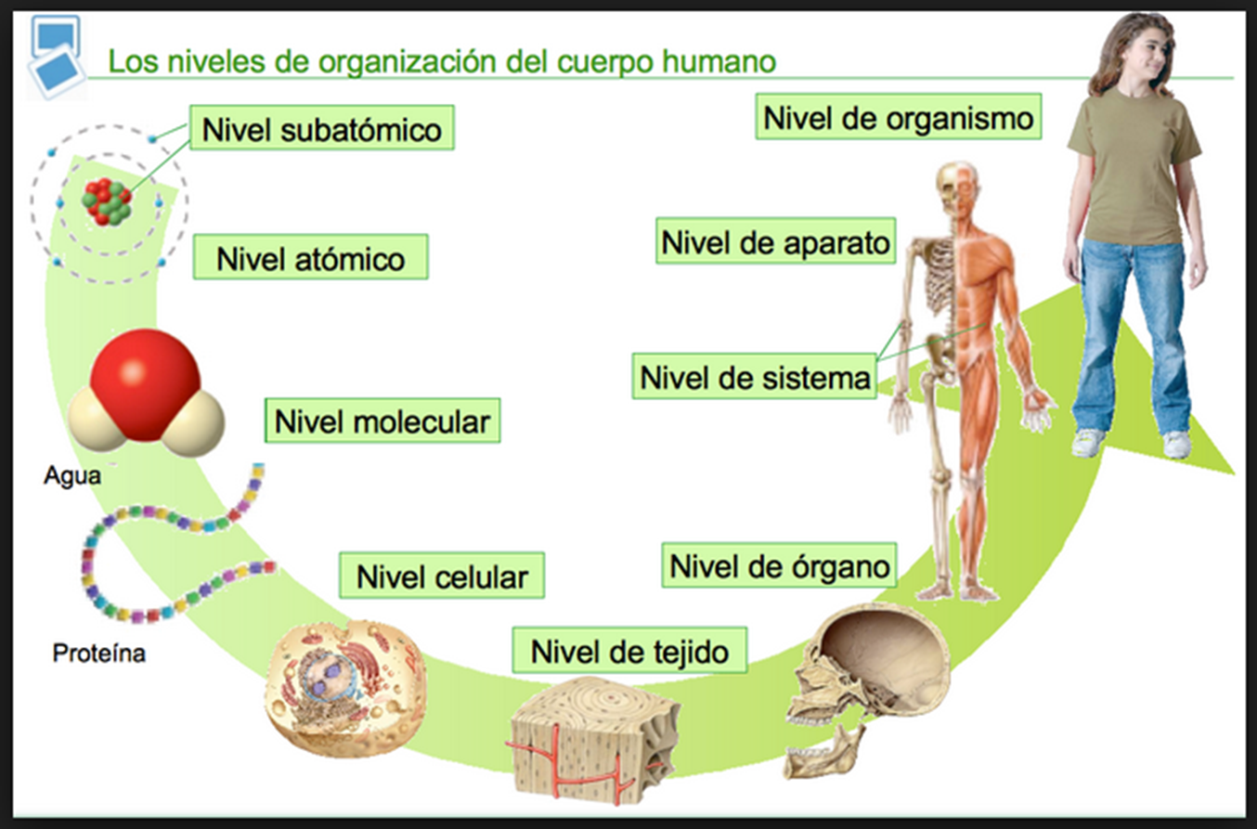 Los niveles de organización del cuerpo humano
Nivel subatómico
Nivel atómico
Nivel molecular
Agua
Proteína
Nivel celular
Nivel de tejido
Nivel de órgano
Nivel de sistema
Nivel de aparato
Nivel de organismo